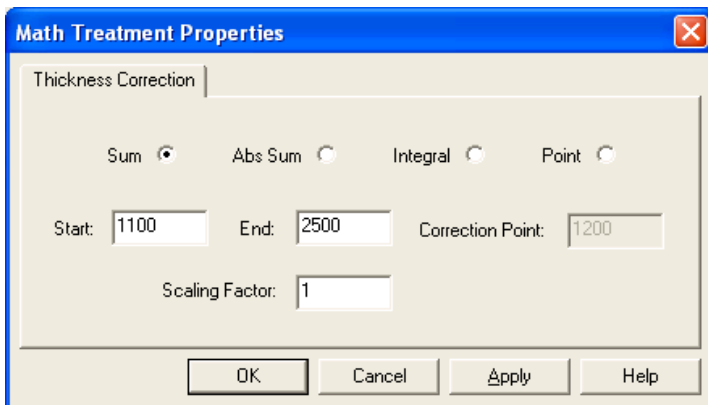 Math Treatment Properties
Thickness Correction
Sum Abs Sum Integral Point
Start: 1100 End: 2500 Correction Point: 1200
Scaling Factor: 1
OK Cancel Apply Help